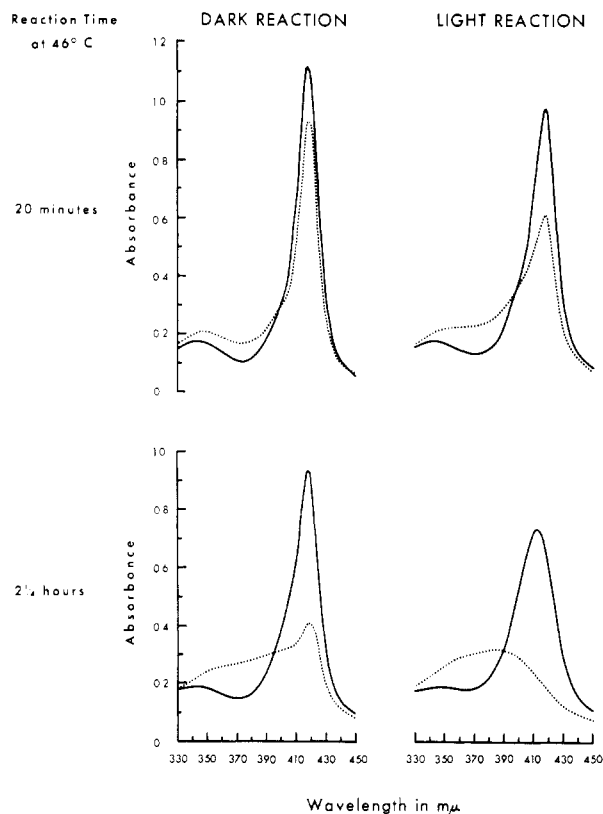 Reaction Time
at 46° C
DARK REACTION
LIGHT REACTION
20 minutes
Absorbance
1.2
1.0
0.8
0.6
0.4
0.2
0
2¼ hours
Absorbance
1.0
0.8
0.6
0.4
0.2
0
330 350 370 390 410 430 450
330 350 370 390 410 430 450
Wavelength in mμ